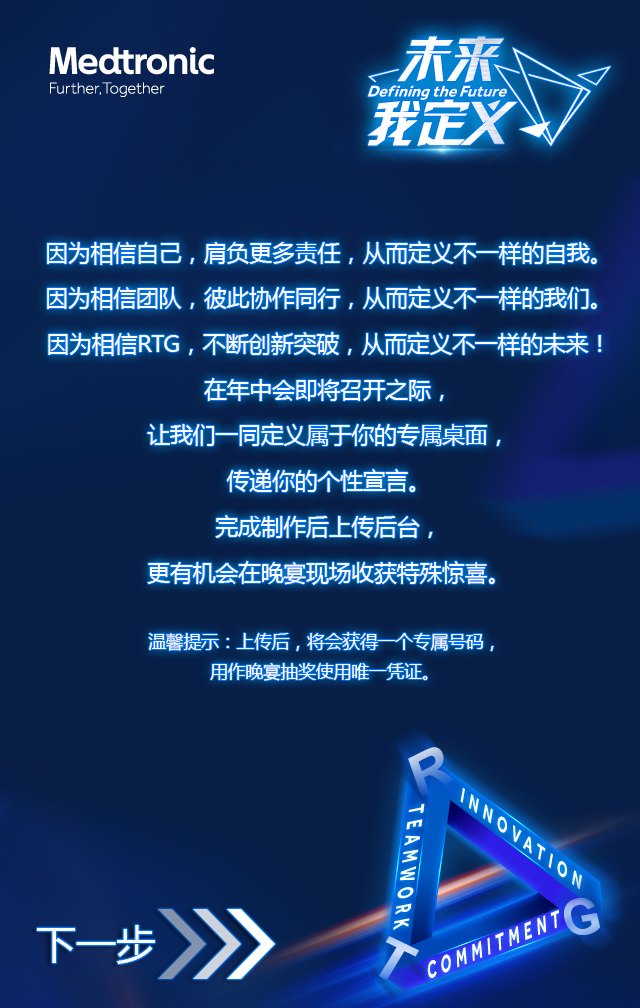 Medtronic
Further,Together
未来
Defining the Future
我定义
因为相信自己，肩负更多责任，从而定义不一样的自我。
因为相信团队，彼此协作同行，从而定义不一样的我们。
因为相信RTG，不断创新突破，从而定义不一样的未来！
在年中会即将召开之际，
让我们一同定义属于你的专属桌面，
传递你的个性宣言。
完成制作后上传后台，
更有机会在晚宴现场收获特殊惊喜。
温馨提示：上传后，将会获得一个专属号码，
用作晚宴抽奖使用唯一凭证。
R
INNOVATION
TEAMWORK
G
COMMITMENT
T
下一步